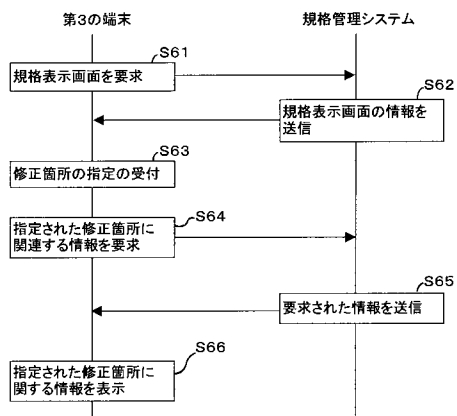 第3の端末
規格管理システム
S61
規格表示画面を要求
S62
規格表示画面の情報を
送信
S63
修正箇所の指定の受付
S64
指定された修正箇所に
関連する情報を要求
S65
要求された情報を送信
S66
指定された修正箇所に
関する情報を表示